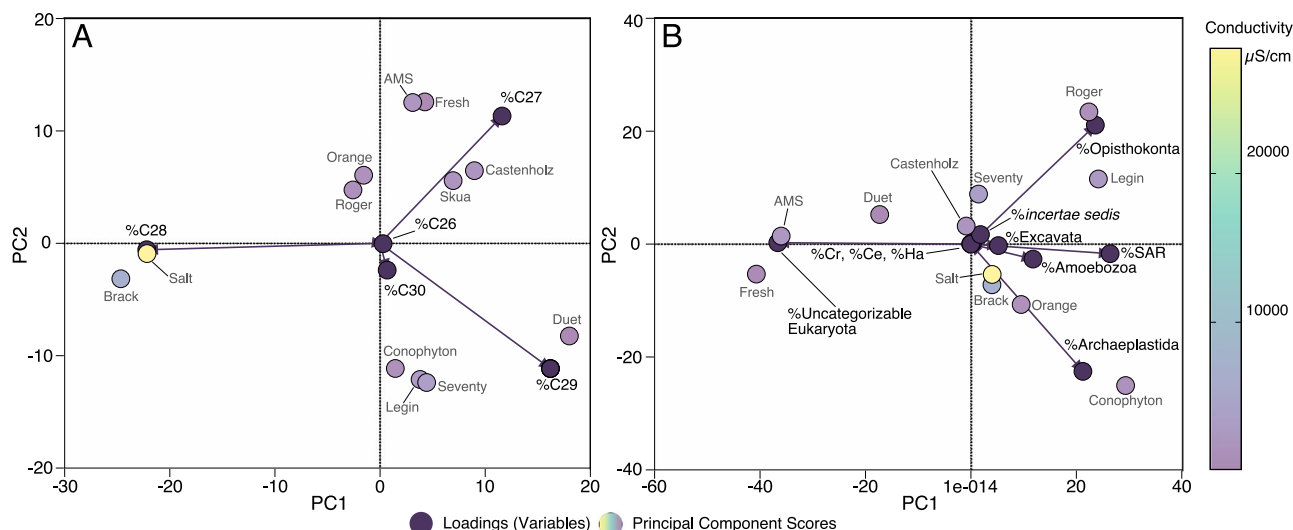 A
B
Conductivity
µS/cm
20000
10000
PC2
20
10
0
-10
-20
-30
-20
-10
0
10
20
PC1
AMS
Fresh
%C27
Orange
Roger
Castenholz
Skua
%C26
%C28
Salt
Brack
%C30
Duet
Conophyton
Seventy
Legin
%C29
PC2
40
20
0
-20
-40
-60
-40
-20
1e-014
20
40
PC1
Roger
%Opisthokonta
Castenholz
Seventy
Legin
Duet
AMS
%incertae sedis
%Excavata
%SAR
%Cr, %Ce, %Ha
%Amoebozoa
Salt
Fresh
Brack
Orange
%Uncategorizable
Eukaryota
%Archaeplastida
Conophyton
Loadings (Variables)
Principal Component Scores